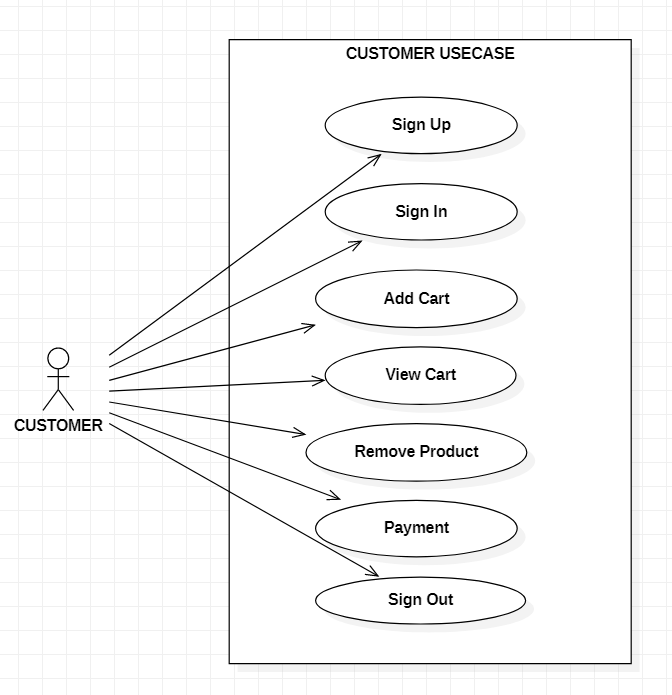 CUSTOMER USECASE
Sign Up
Sign In
Add Cart
View Cart
CUSTOMER
Remove Product
Payment
Sign Out